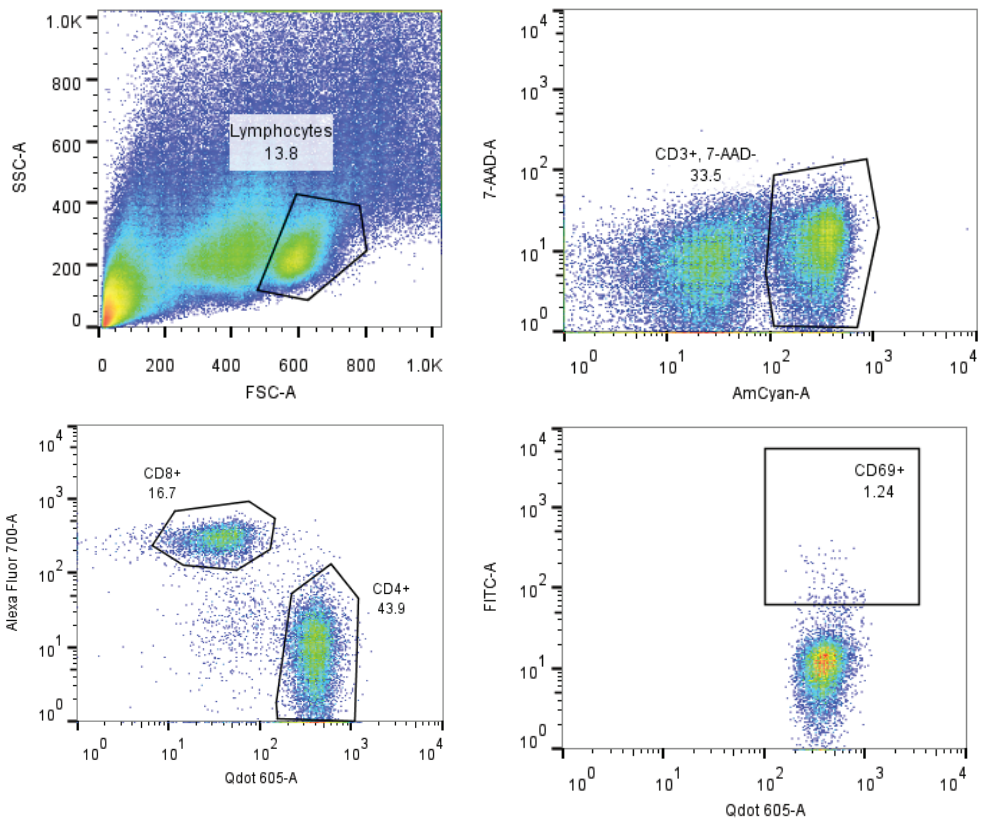 1.0K
800
600
400
200
0
SSC-A
Lymphocytes
13.8
0 200 400 600 800 1.0K
FSC-A
10^4
10^3
10^2
10^1
10^0
7-AAD-A
CD3+, 7-AAD-
33.5
10^0 10^1 10^2 10^3 10^4
AmCyan-A
10^4
10^3
10^2
10^1
10^0
Alexa Fluor 700-A
CD8+
16.7
CD4+
43.9
10^0 10^1 10^2 10^3 10^4
Qdot 605-A
10^4
10^3
10^2
10^1
10^0
FITC-A
CD69+
1.24
10^0 10^1 10^2 10^3 10^4
Qdot 605-A